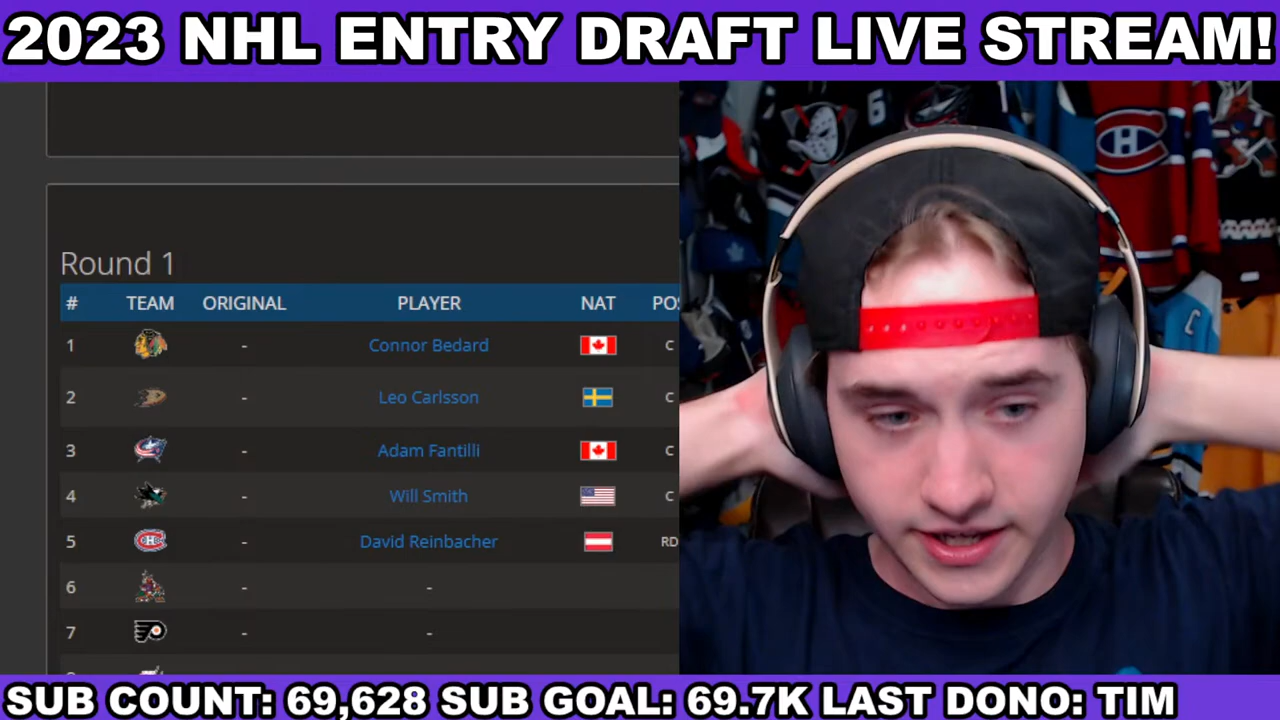 2023 NHL ENTRY DRAFT LIVE STREAM!
Round 1
# TEAM ORIGINAL PLAYER NAT POS
1 - Connor Bedard C
2 - Leo Carlsson C
3 - Adam Fantilli C
4 - Will Smith C
5 - David Reinbacher RD
6 - -
7 - -
SUB COUNT: 69,628 SUB GOAL: 69.7K LAST DONO: TIM